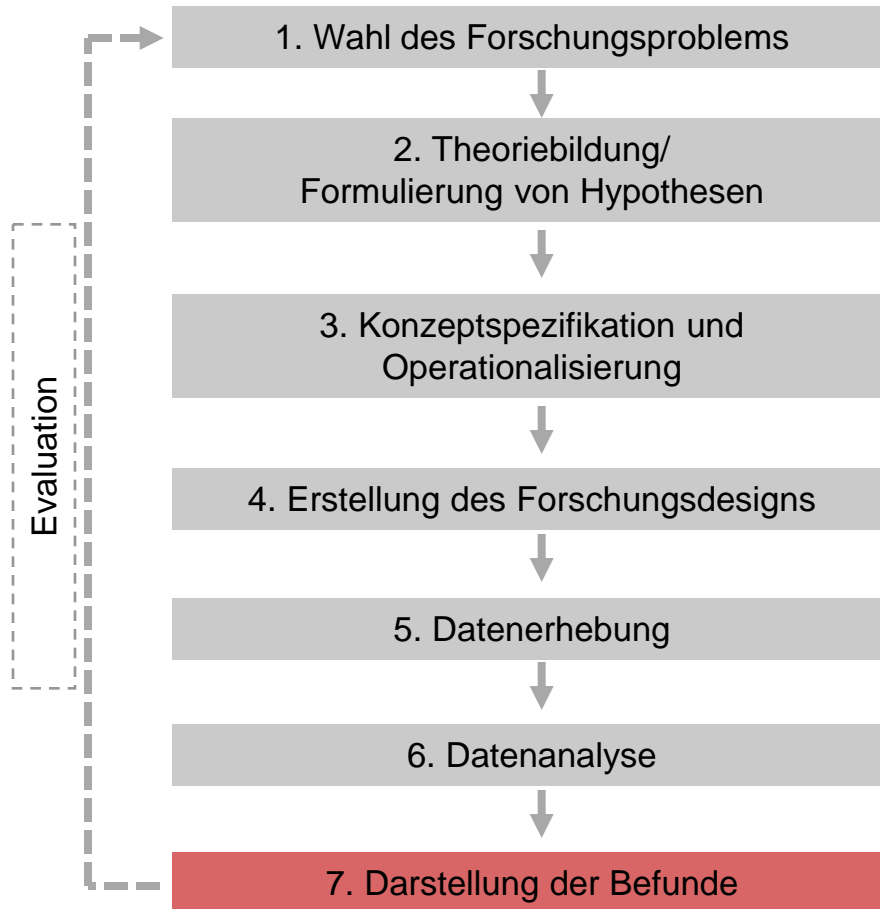 1. Wahl des Forschungsproblems
2. Theoriebildung/
Formulierung von Hypothesen
3. Konzeptspezifikation und
Operationalisierung
4. Erstellung des Forschungsdesigns
5. Datenerhebung
6. Datenanalyse
7. Darstellung der Befunde
Evaluation